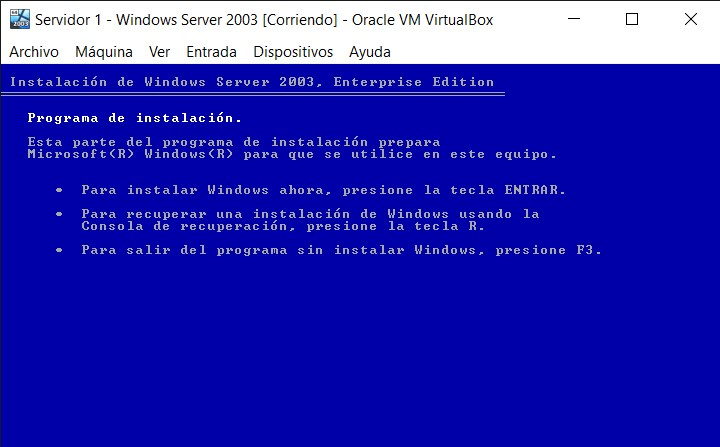 Servidor 1 - Windows Server 2003 [Corriendo] - Oracle VM VirtualBox
Archivo Máquina Ver Entrada Dispositivos Ayuda
Instalación de Windows Server 2003, Enterprise Edition
Programa de instalación.
Esta parte del programa de instalación prepara
Microsoft(R) Windows(R) para que se utilice en este equipo.
• Para instalar Windows ahora, presione la tecla ENTRAR.
• Para recuperar una instalación de Windows usando la
Consola de recuperación, presione la tecla R.
• Para salir del programa sin instalar Windows, presione F3.